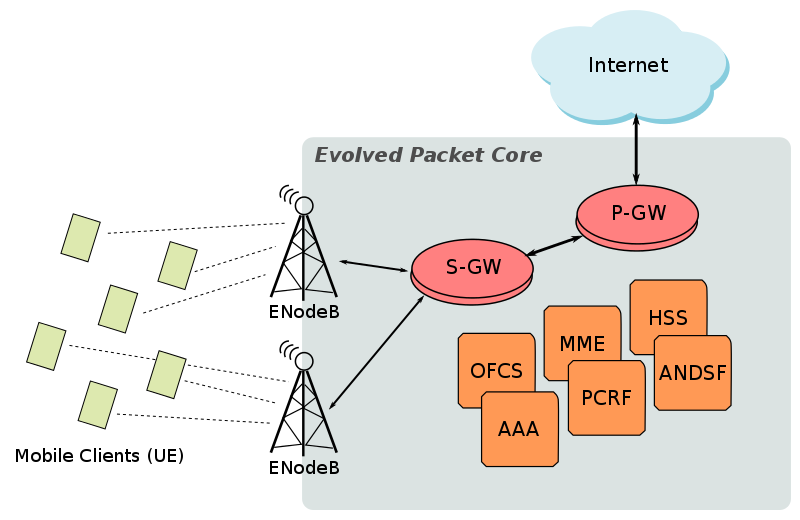 Internet
Evolved Packet Core
P-GW
S-GW
ENodeB
HSS
MME
OFCS
ANDSF
PCRF
AAA
Mobile Clients (UE)
ENodeB